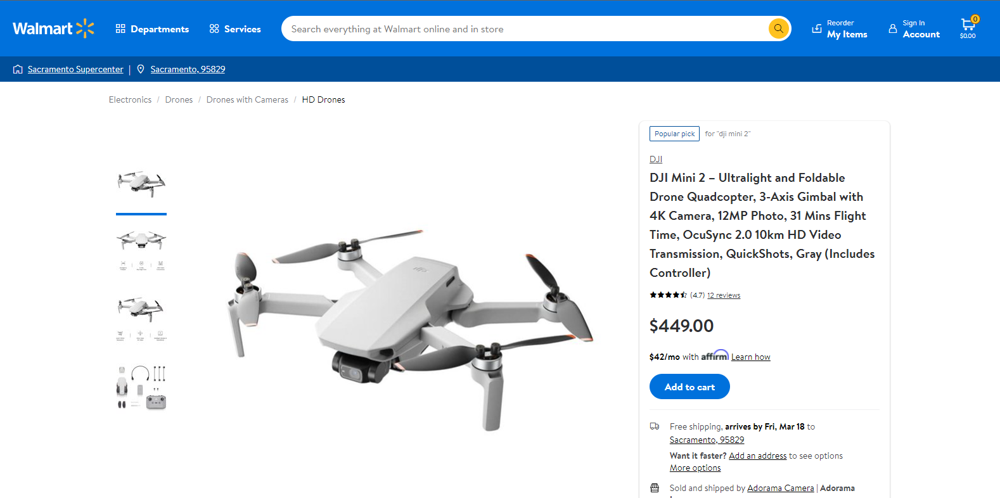 Walmart
Departments
Services
Search everything at Walmart online and in store
Reorder
My Items
Sign In
Account
0
$0.00
Sacramento Supercenter | Sacramento, 95829
Electronics / Drones / Drones with Cameras / HD Drones
Popular pick for "dji mini 2"
DJI
DJI Mini 2 – Ultralight and Foldable
Drone Quadcopter, 3-Axis Gimbal with
4K Camera, 12MP Photo, 31 Mins Flight
Time, OcuSync 2.0 10km HD Video
Transmission, QuickShots, Gray (Includes
Controller)
(4.7) 12 reviews
$449.00
$42/mo with affirm Learn how
Add to cart
Free shipping, arrives by Fri, Mar 18 to
Sacramento, 95829
Want it faster? Add an address to see options
More options
Sold and shipped by Adorama Camera | Adorama
dji